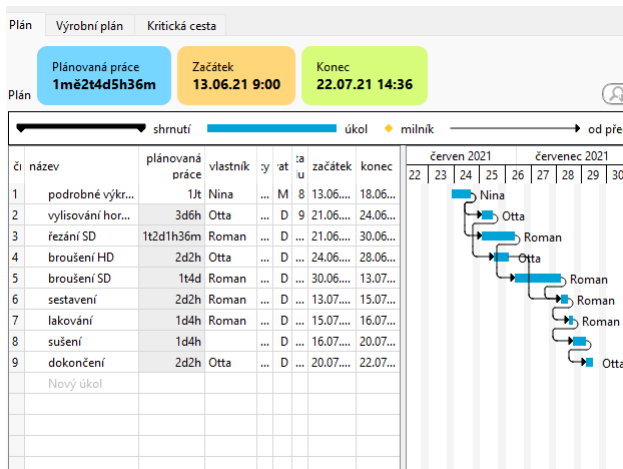 Plán Výrobní plán Kritická cesta
Plánovaná práce Začátek Konec
Plán 1mě2t4d5h36m 13.06.21 9:00 22.07.21 14:36
shrnutí úkol milník od pře
čı název plánovaná práce vlastník :y ˈat :a lu začátek konec červen 2021 červenec 2021
22 23 24 25 26 27 28 29 30
1 podrobné výkr... 1Jt Nina ... M 8 13.06.... 18.06... Nina
2 vylisování hor... 3d6h Otta ... D 9 21.06.... 24.06... Otta
3 řezání SD 1t2d1h36m Roman ... D ... 21.06.... 30.06... Roman
4 broušení HD 2d2h Otta ... D ... 24.06.... 28.06... Otta
5 broušení SD 1t4d Roman ... D ... 30.06.... 13.07... Roman
6 sestavení 2d2h Roman ... D ... 13.07.... 15.07... Roman
7 lakování 1d4h Roman ... D ... 15.07.... 16.07... Roman
8 sušení 1d4h ... D ... 16.07.... 20.07...
9 dokončení 2d2h Otta ... D ... 20.07.... 22.07... Otta
Nový úkol